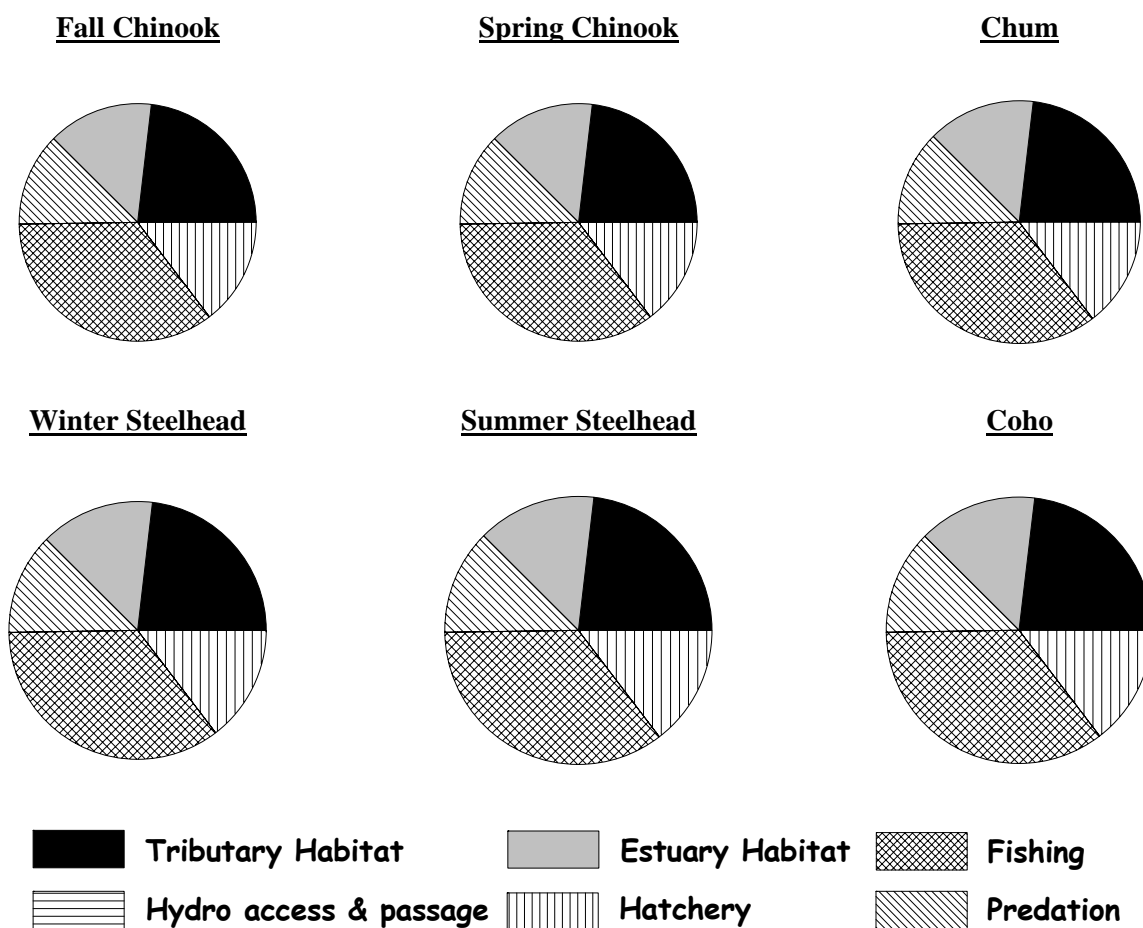 Fall Chinook
Spring Chinook
Chum
Winter Steelhead
Summer Steelhead
Coho
Tributary Habitat
Estuary Habitat
Fishing
Hydro access & passage
Hatchery
Predation